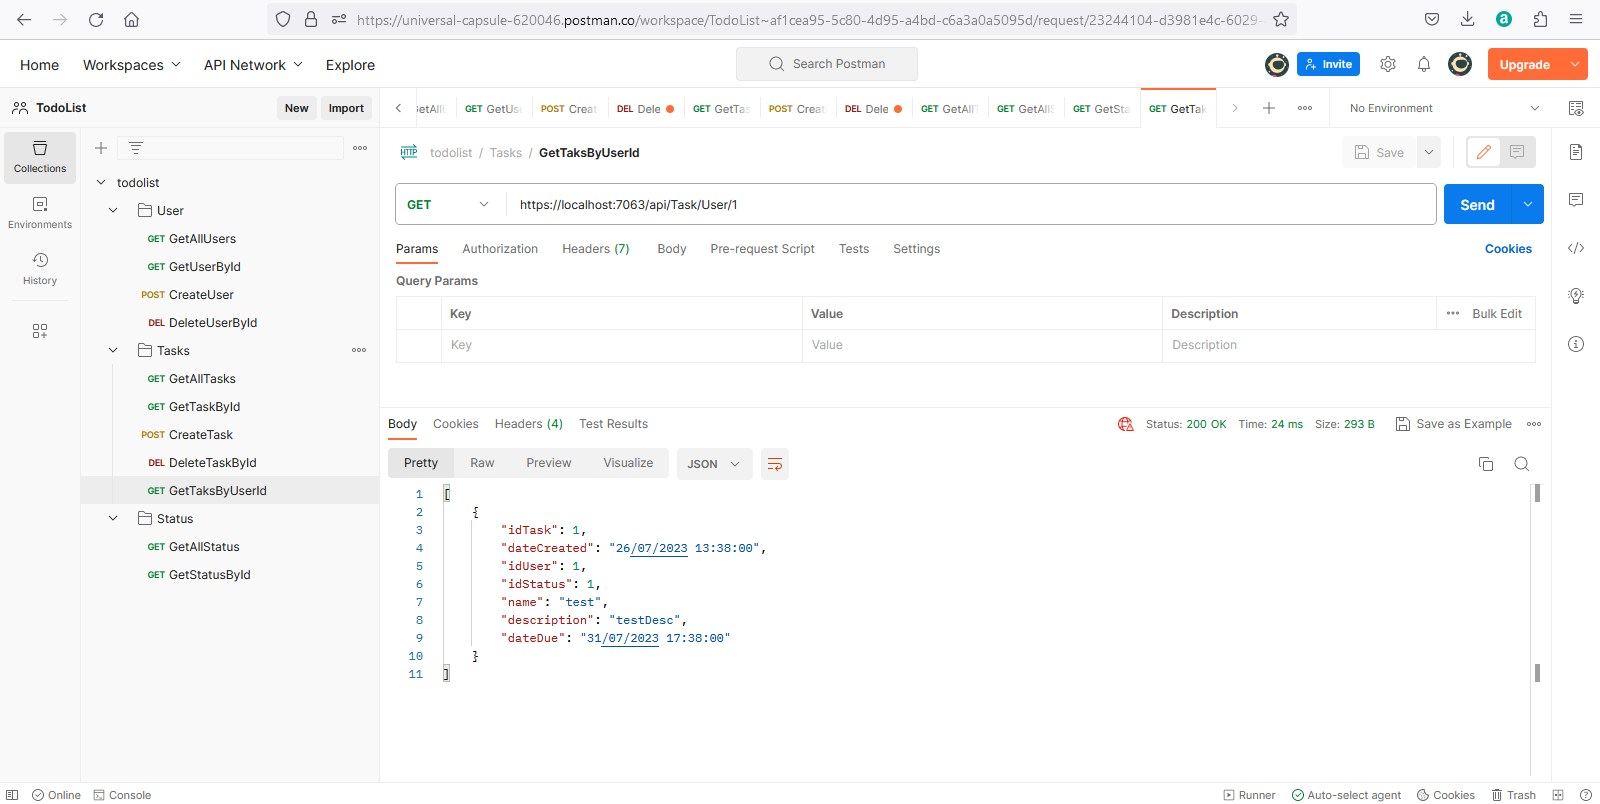 https://universal-capsule-620046.postman.co/workspace/TodoList~af1cea95-5c80-4d95-a4bd-c6a3a0a5095d/request/23244104-d3981e4c-6029-
Home Workspaces API Network Explore Search Postman Invite Upgrade
TodoList New Import
GET GetUs POST Creat DEL Dele GET GetTas POST Creat DEL Dele GET GetAllT GET GetAllS GET GetSta GET GetTak No Environment
Collections
Environments
History
todolist
User
GET GetAllUsers
GET GetUserById
POST CreateUser
DEL DeleteUserById
Tasks
GET GetAllTasks
GET GetTaskById
POST CreateTask
DEL DeleteTaskById
GET GetTaksByUserId
Status
GET GetAllStatus
GET GetStatusById
HTTP todolist / Tasks / GetTaksByUserId Save
GET https://localhost:7063/api/Task/User/1 Send
Params Authorization Headers (7) Body Pre-request Script Tests Settings Cookies
Query Params
Key Value Description Bulk Edit
Key Value Description
Body Cookies Headers (4) Test Results Status: 200 OK Time: 24 ms Size: 293 B Save as Example
Pretty Raw Preview Visualize JSON
1 [
2 {
3 "idTask": 1,
4 "dateCreated": "26/07/2023 13:38:00",
5 "idUser": 1,
6 "idStatus": 1,
7 "name": "test",
8 "description": "testDesc",
9 "dateDue": "31/07/2023 17:38:00"
10 }
11 ]
Online Console Runner Auto-select agent Cookies Trash